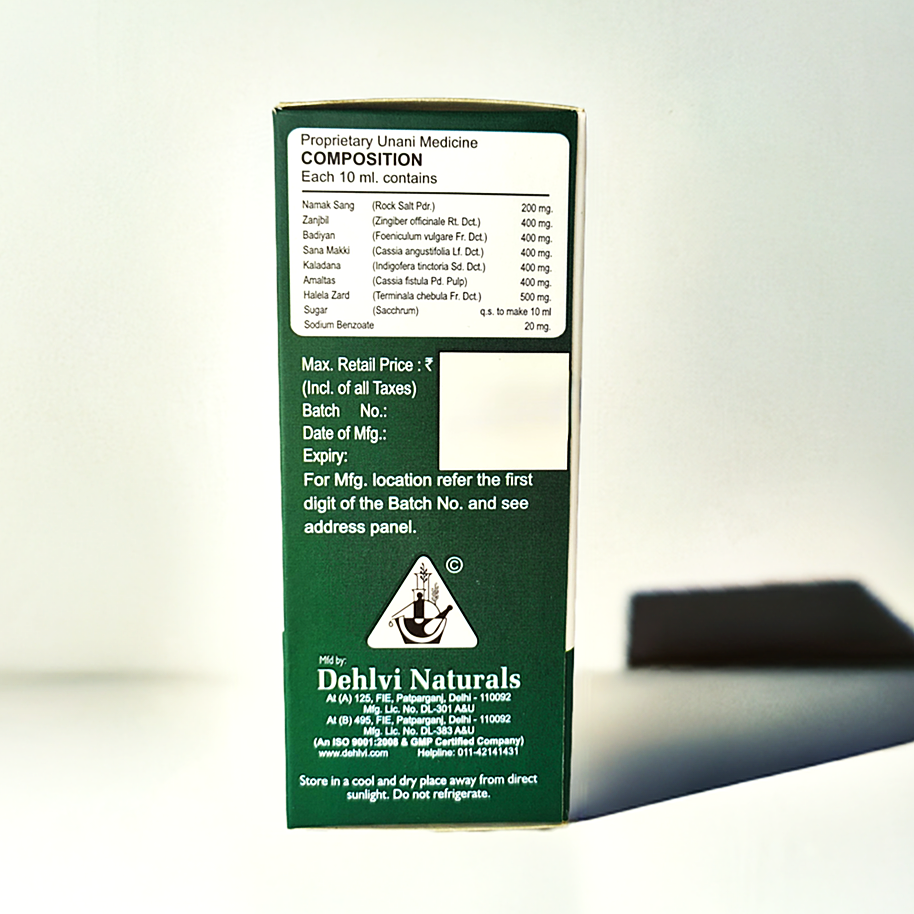 Proprietary Unani Medicine
COMPOSITION
Each 10 ml. contains
Namak Sang (Rock Salt Pdr.) 200 mg.
Zanjbil (Zingiber officinale Rt. Dct.) 400 mg.
Badiyan (Foeniculum vulgare Fr. Dct.) 400 mg.
Sana Makki (Cassia angustifolia Lf. Dct.) 400 mg.
Kaladana (Indigofera tinctoria Sd. Dct.) 400 mg.
Amaltas (Cassia fistula Pd. Pulp) 400 mg.
Halela Zard (Terminala chebula Fr. Dct.) 500 mg.
Sugar (Sacchrum) q.s. to make 10 ml
Sodium Benzoate 20 mg.
Max. Retail Price : ₹
(Incl. of all Taxes)
Batch No.:
Date of Mfg.:
Expiry:
For Mfg. location refer the first
digit of the Batch No. and see
address panel.
©
Mfd by:
Dehlvi Naturals
At (A) 125, FIE, Patparganj, Delhi - 110092
Mfg. Lic. No. DL-301 A&U
At (B) 495, FIE, Patparganj, Delhi - 110092
Mfg. Lic. No. DL-383 A&U
(An ISO 9001:2008 & GMP Certified Company)
www.dehlvi.com Helpline: 011-42141431
Store in a cool and dry place away from direct
sunlight. Do not refrigerate.